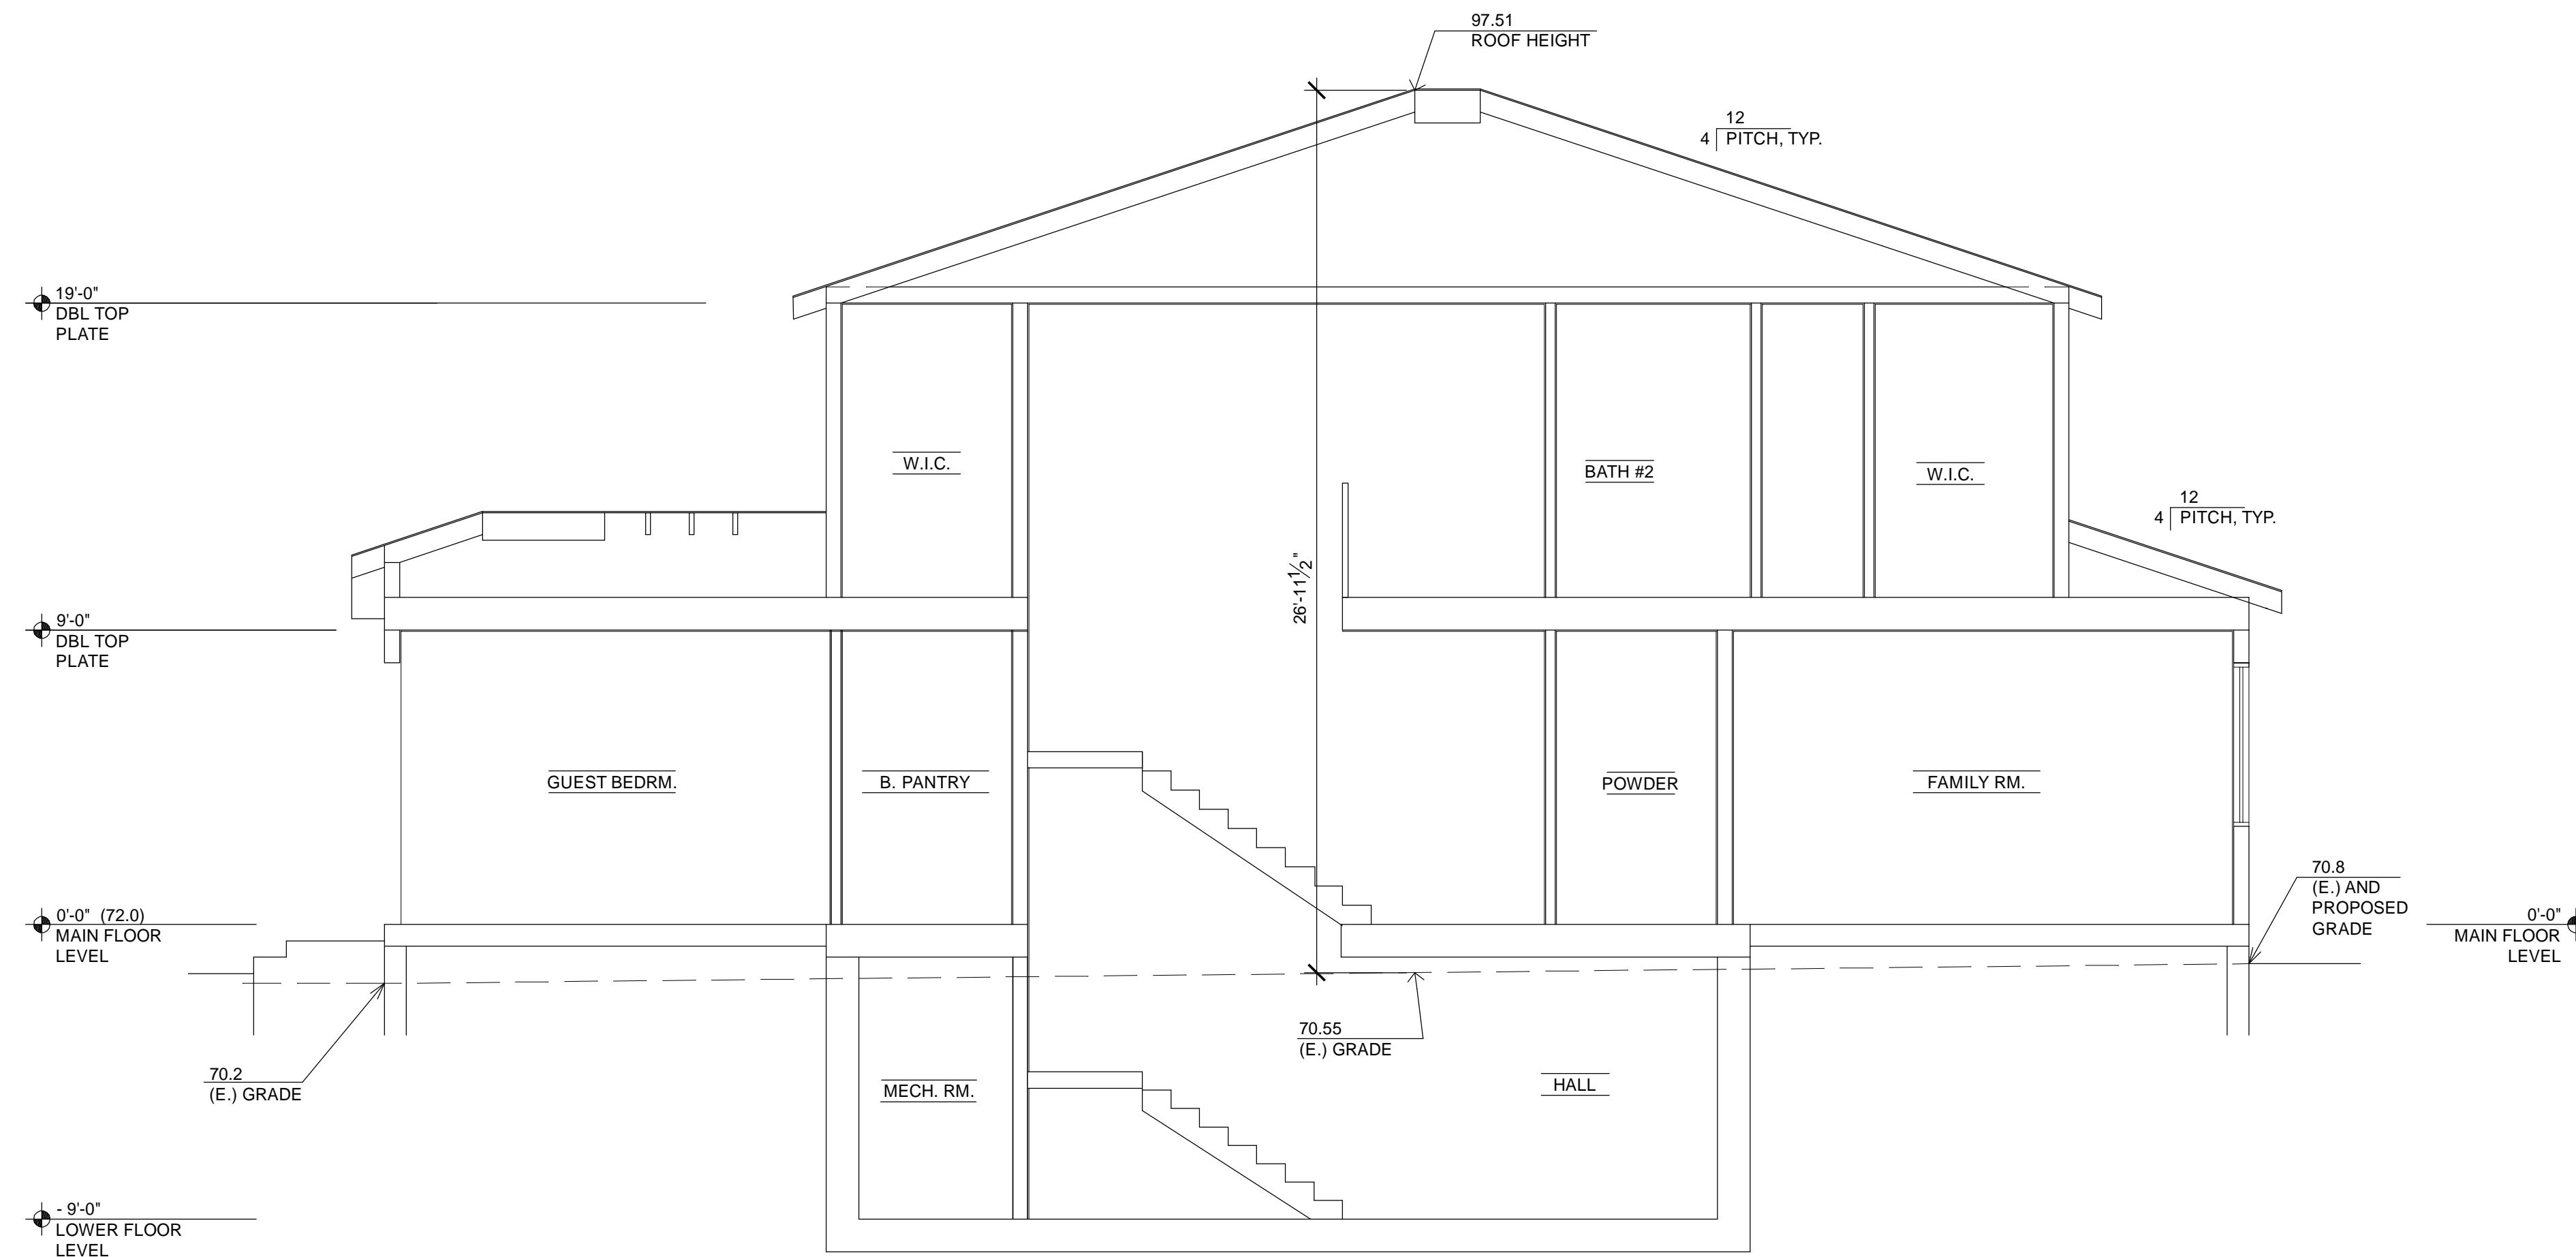 97.51
ROOF HEIGHT
12
4 PITCH, TYP.
19'-0"
DBL TOP
PLATE
W.I.C.
BATH #2
W.I.C.
12
4 PITCH, TYP.
26'-11 1/2"
9'-0"
DBL TOP
PLATE
GUEST BEDRM.
B. PANTRY
POWDER
FAMILY RM.
70.8
(E.) AND
PROPOSED
GRADE
0'-0" (72.0)
MAIN FLOOR
LEVEL
0'-0"
MAIN FLOOR
LEVEL
70.55
(E.) GRADE
70.2
(E.) GRADE
MECH. RM.
HALL
- 9'-0"
LOWER FLOOR
LEVEL